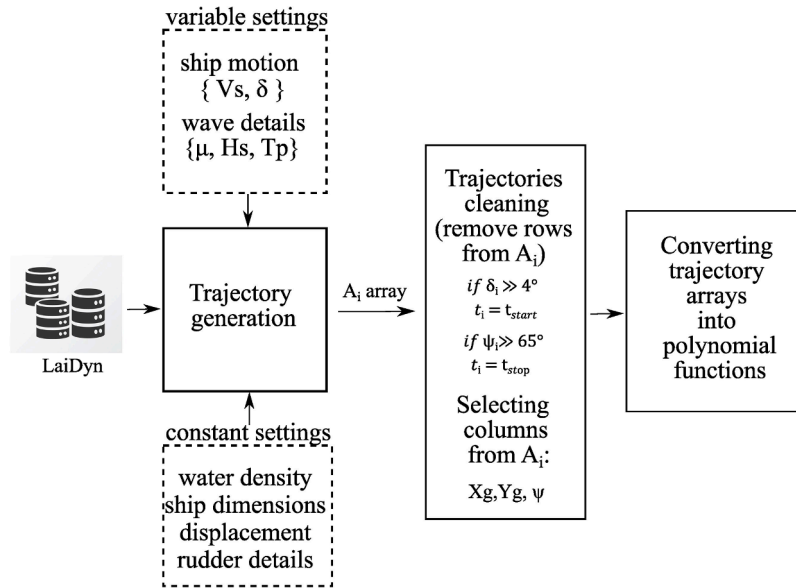 variable settings
ship motion
{ Vs, δ }
wave details
{μ, Hs, Tp}
LaiDyn
Trajectory
generation
constant settings
water density
ship dimensions
displacement
rudder details
A_i array
Trajectories
cleaning
(remove rows
from A_i)
if δ_i ≫ 4°
t_i = t_start
if ψ_i≫ 65°
t_i = t_stop
Selecting
columns
from A_i:
Xg,Yg, ψ
Converting
trajectory
arrays
into
polynomial
functions